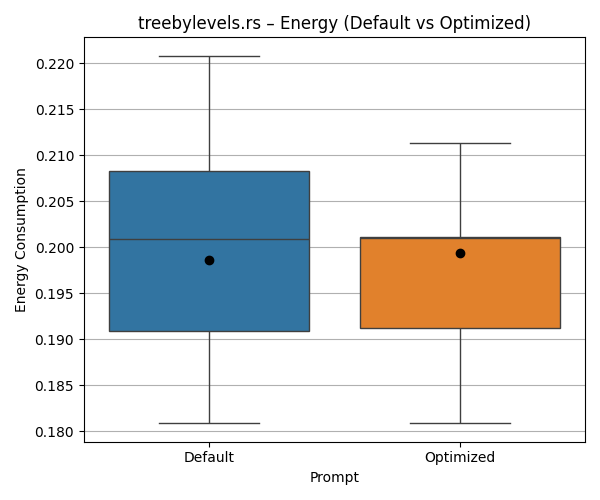 treebylevels.rs – Energy (Default vs Optimized)
Energy Consumption
0.220
0.215
0.210
0.205
0.200
0.195
0.190
0.185
0.180
Default Optimized
Prompt